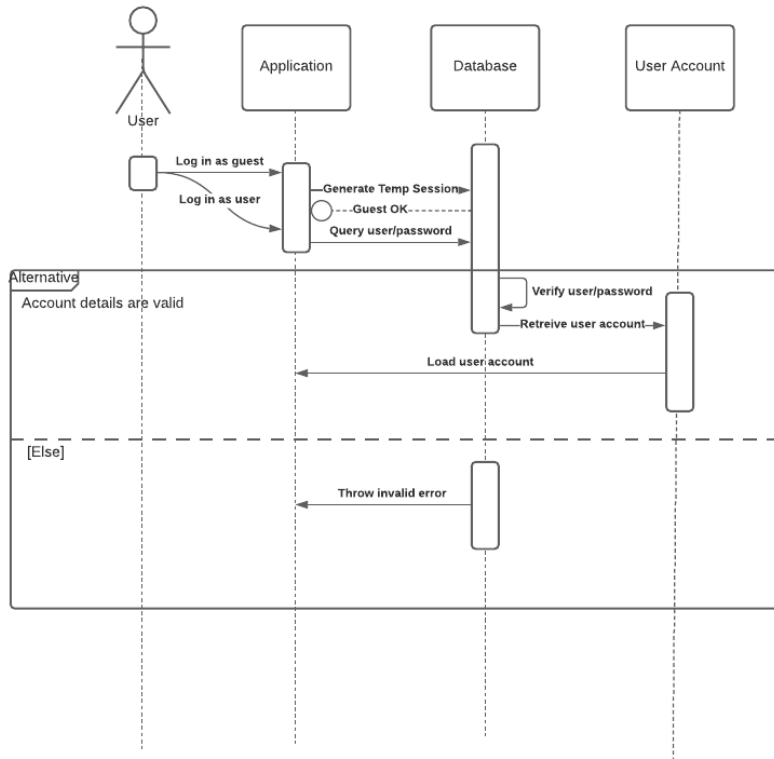 User
Application
Database
User Account
Log in as guest
Log in as user
Generate Temp Session
Guest OK
Query user/password
Alternative
Account details are valid
Verify user/password
Retreive user account
Load user account
[Else]
Throw invalid error